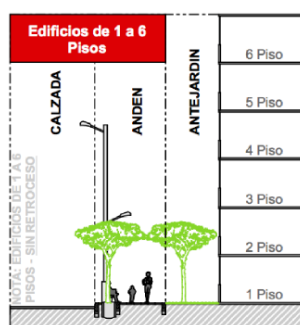 Edificios de 1 a 6
Pisos
CALZADA
ANDEN
ANTEJARDIN
6 Piso
5 Piso
4 Piso
3 Piso
2 Piso
1 Piso
NOTA: EDIFICIOS DE 1 A 6
PISOS - SIN RETROCESO